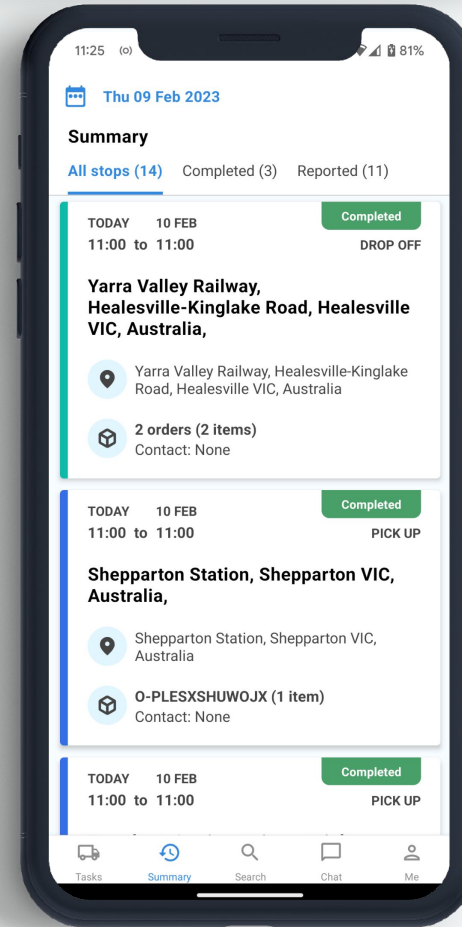 11:25
81%
Thu 09 Feb 2023
Summary
All stops (14) Completed (3) Reported (11)
Completed
TODAY 10 FEB
11:00 to 11:00 DROP OFF
Yarra Valley Railway,
Healesville-Kinglake Road, Healesville
VIC, Australia,
Yarra Valley Railway, Healesville-Kinglake
Road, Healesville VIC, Australia
2 orders (2 items)
Contact: None
Completed
TODAY 10 FEB
11:00 to 11:00 PICK UP
Shepparton Station, Shepparton VIC,
Australia,
Shepparton Station, Shepparton VIC,
Australia
O-PLESXSHUWOJX (1 item)
Contact: None
Completed
TODAY 10 FEB
11:00 to 11:00 PICK UP
Tasks Summary Search Chat Me